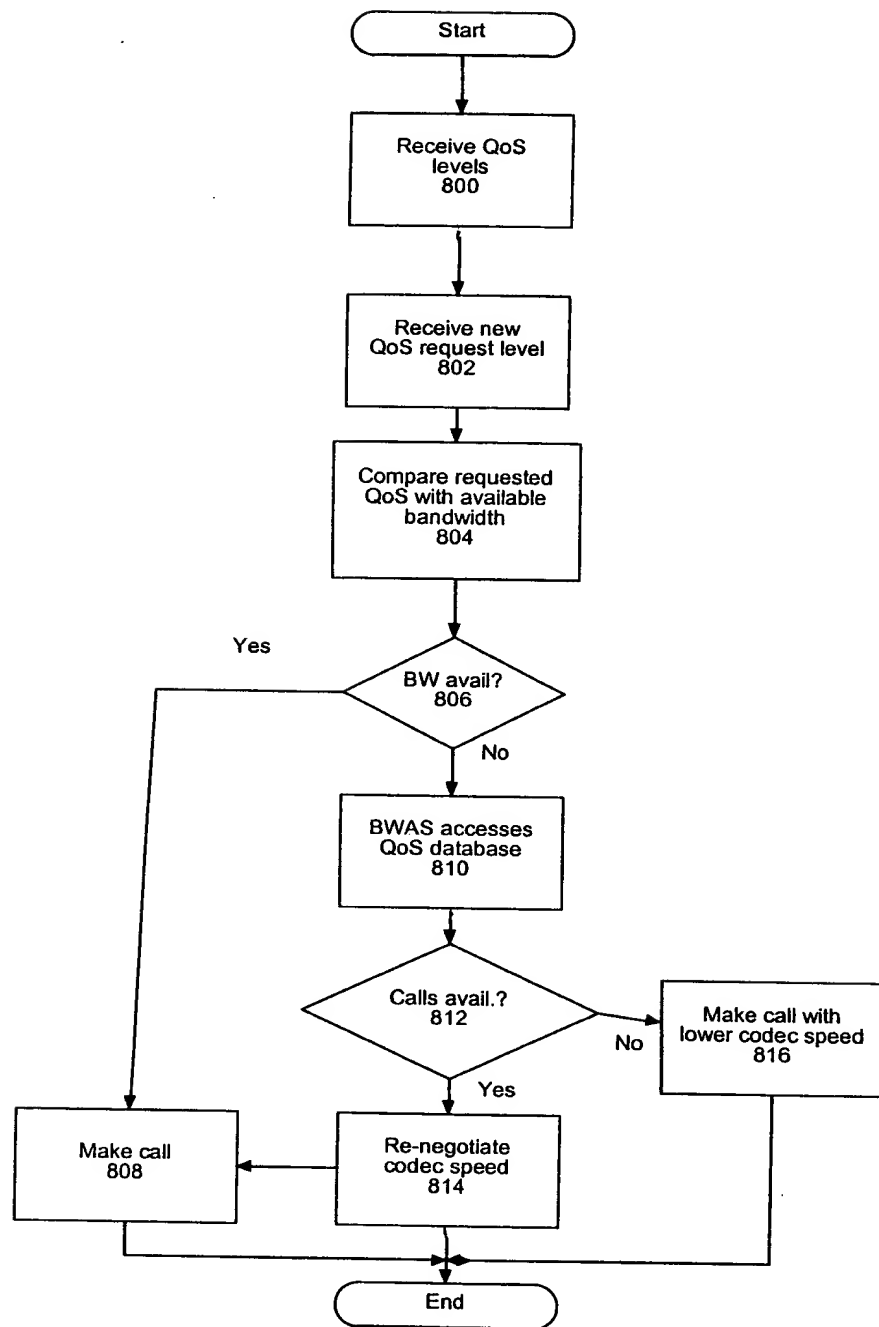 Start
Receive QoS
levels
800
Receive new
QoS request level
802
Compare requested
QoS with available
bandwidth
804
Yes
BW avail?
806
No
BWAS accesses
QoS database
810
Calls avail.?
812
No
Make call with
lower codec speed
816
Yes
Make call
808
Re-negotiate
codec speed
814
End